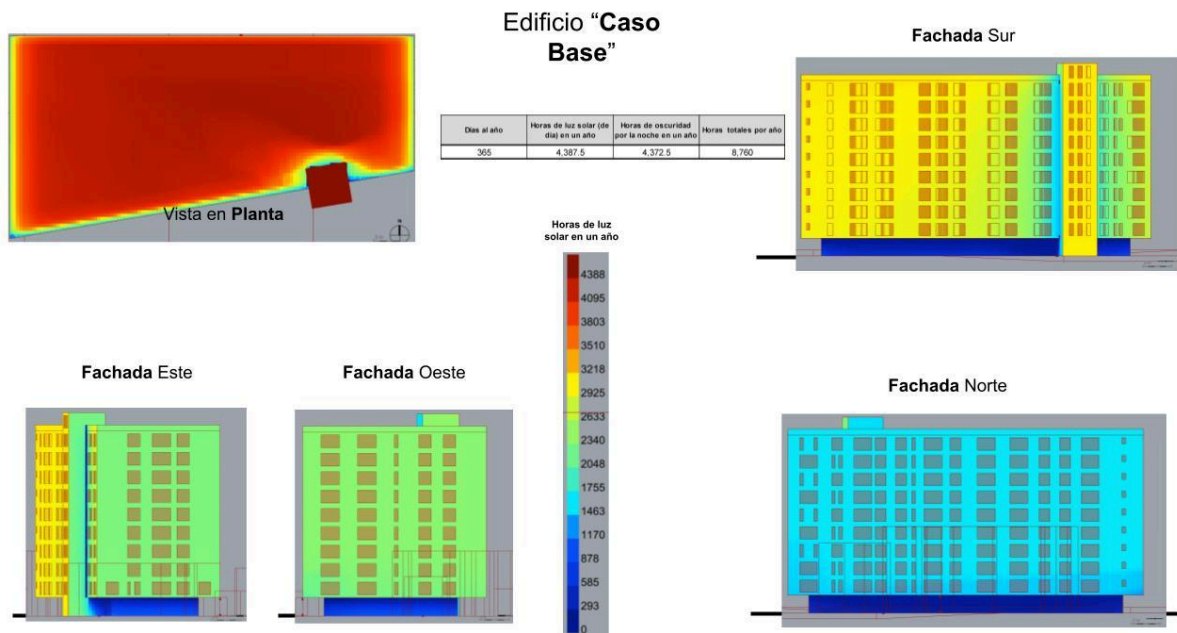 Edificio “Caso
Base”
Vista en Planta
N
Días al año
Horas de luz solar (de
día) en un año
Horas de oscuridad
por la noche en un año
Horas totales por año
365
4,387.5
4,372.5
8,760
Fachada Sur
Horas de luz
solar en un año
4388
4095
3803
3510
3218
2925
2633
2340
2048
1755
1463
1170
878
585
293
0
Fachada Este
Fachada Oeste
Fachada Norte